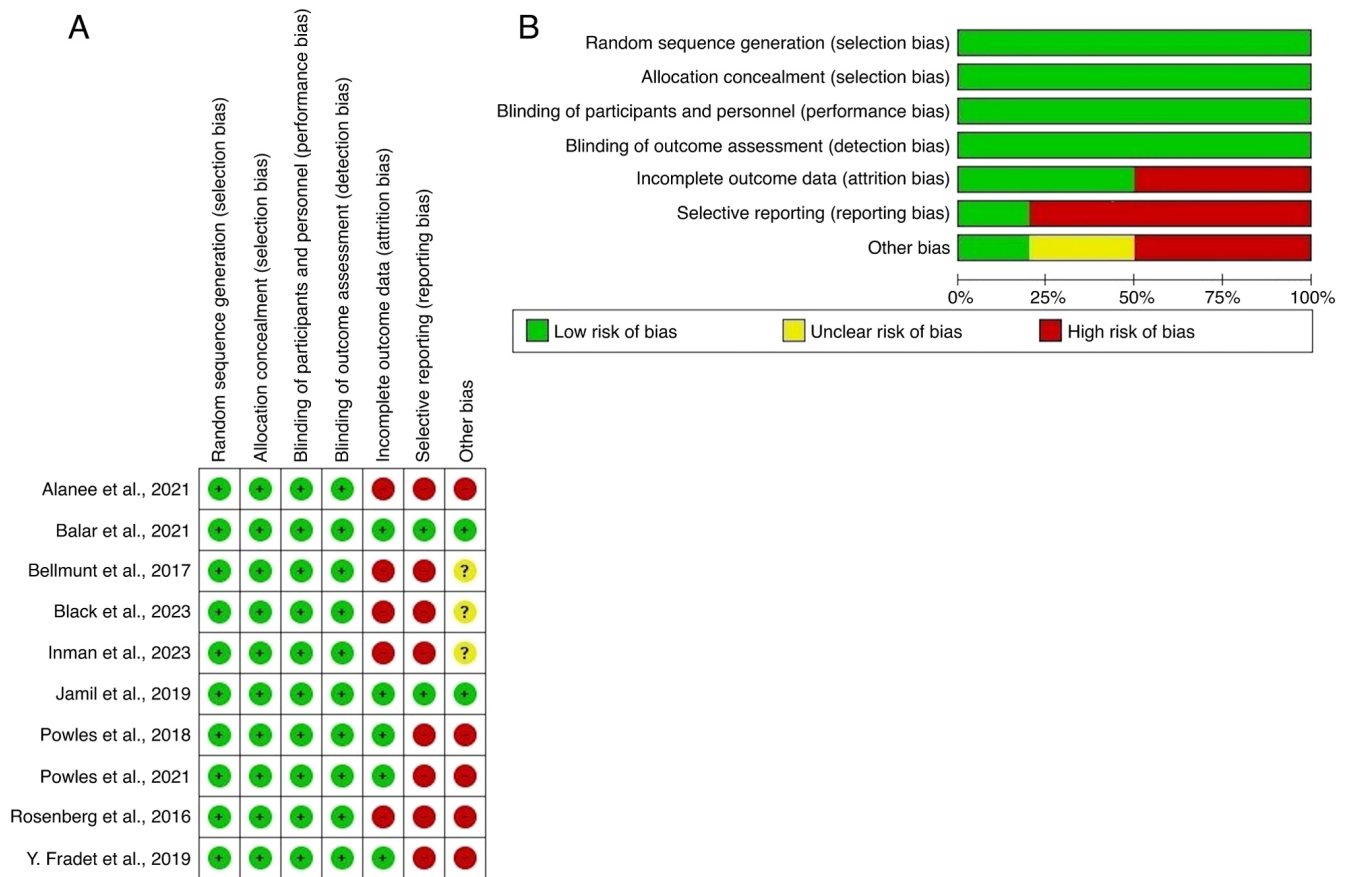 A
Random sequence generation (selection bias)
Allocation concealment (selection bias)
Blinding of participants and personnel (performance bias)
Blinding of outcome assessment (detection bias)
Incomplete outcome data (attrition bias)
Selective reporting (reporting bias)
Other bias
Alanee et al., 2021 + + + + - - -
Balar et al., 2021 + + + + + + +
Bellmunt et al., 2017 + + + + - - ?
Black et al., 2023 + + + + - - ?
Inman et al., 2023 + + + + - - ?
Jamil et al., 2019 + + + + + + +
Powles et al., 2018 + + + + + - -
Powles et al., 2021 + + + + + - -
Rosenberg et al., 2016 + + + + - - -
Y. Fradet et al., 2019 + + + + + - -
B
Random sequence generation (selection bias)
Allocation concealment (selection bias)
Blinding of participants and personnel (performance bias)
Blinding of outcome assessment (detection bias)
Incomplete outcome data (attrition bias)
Selective reporting (reporting bias)
Other bias
0% 25% 50% 75% 100%
Low risk of bias Unclear risk of bias High risk of bias